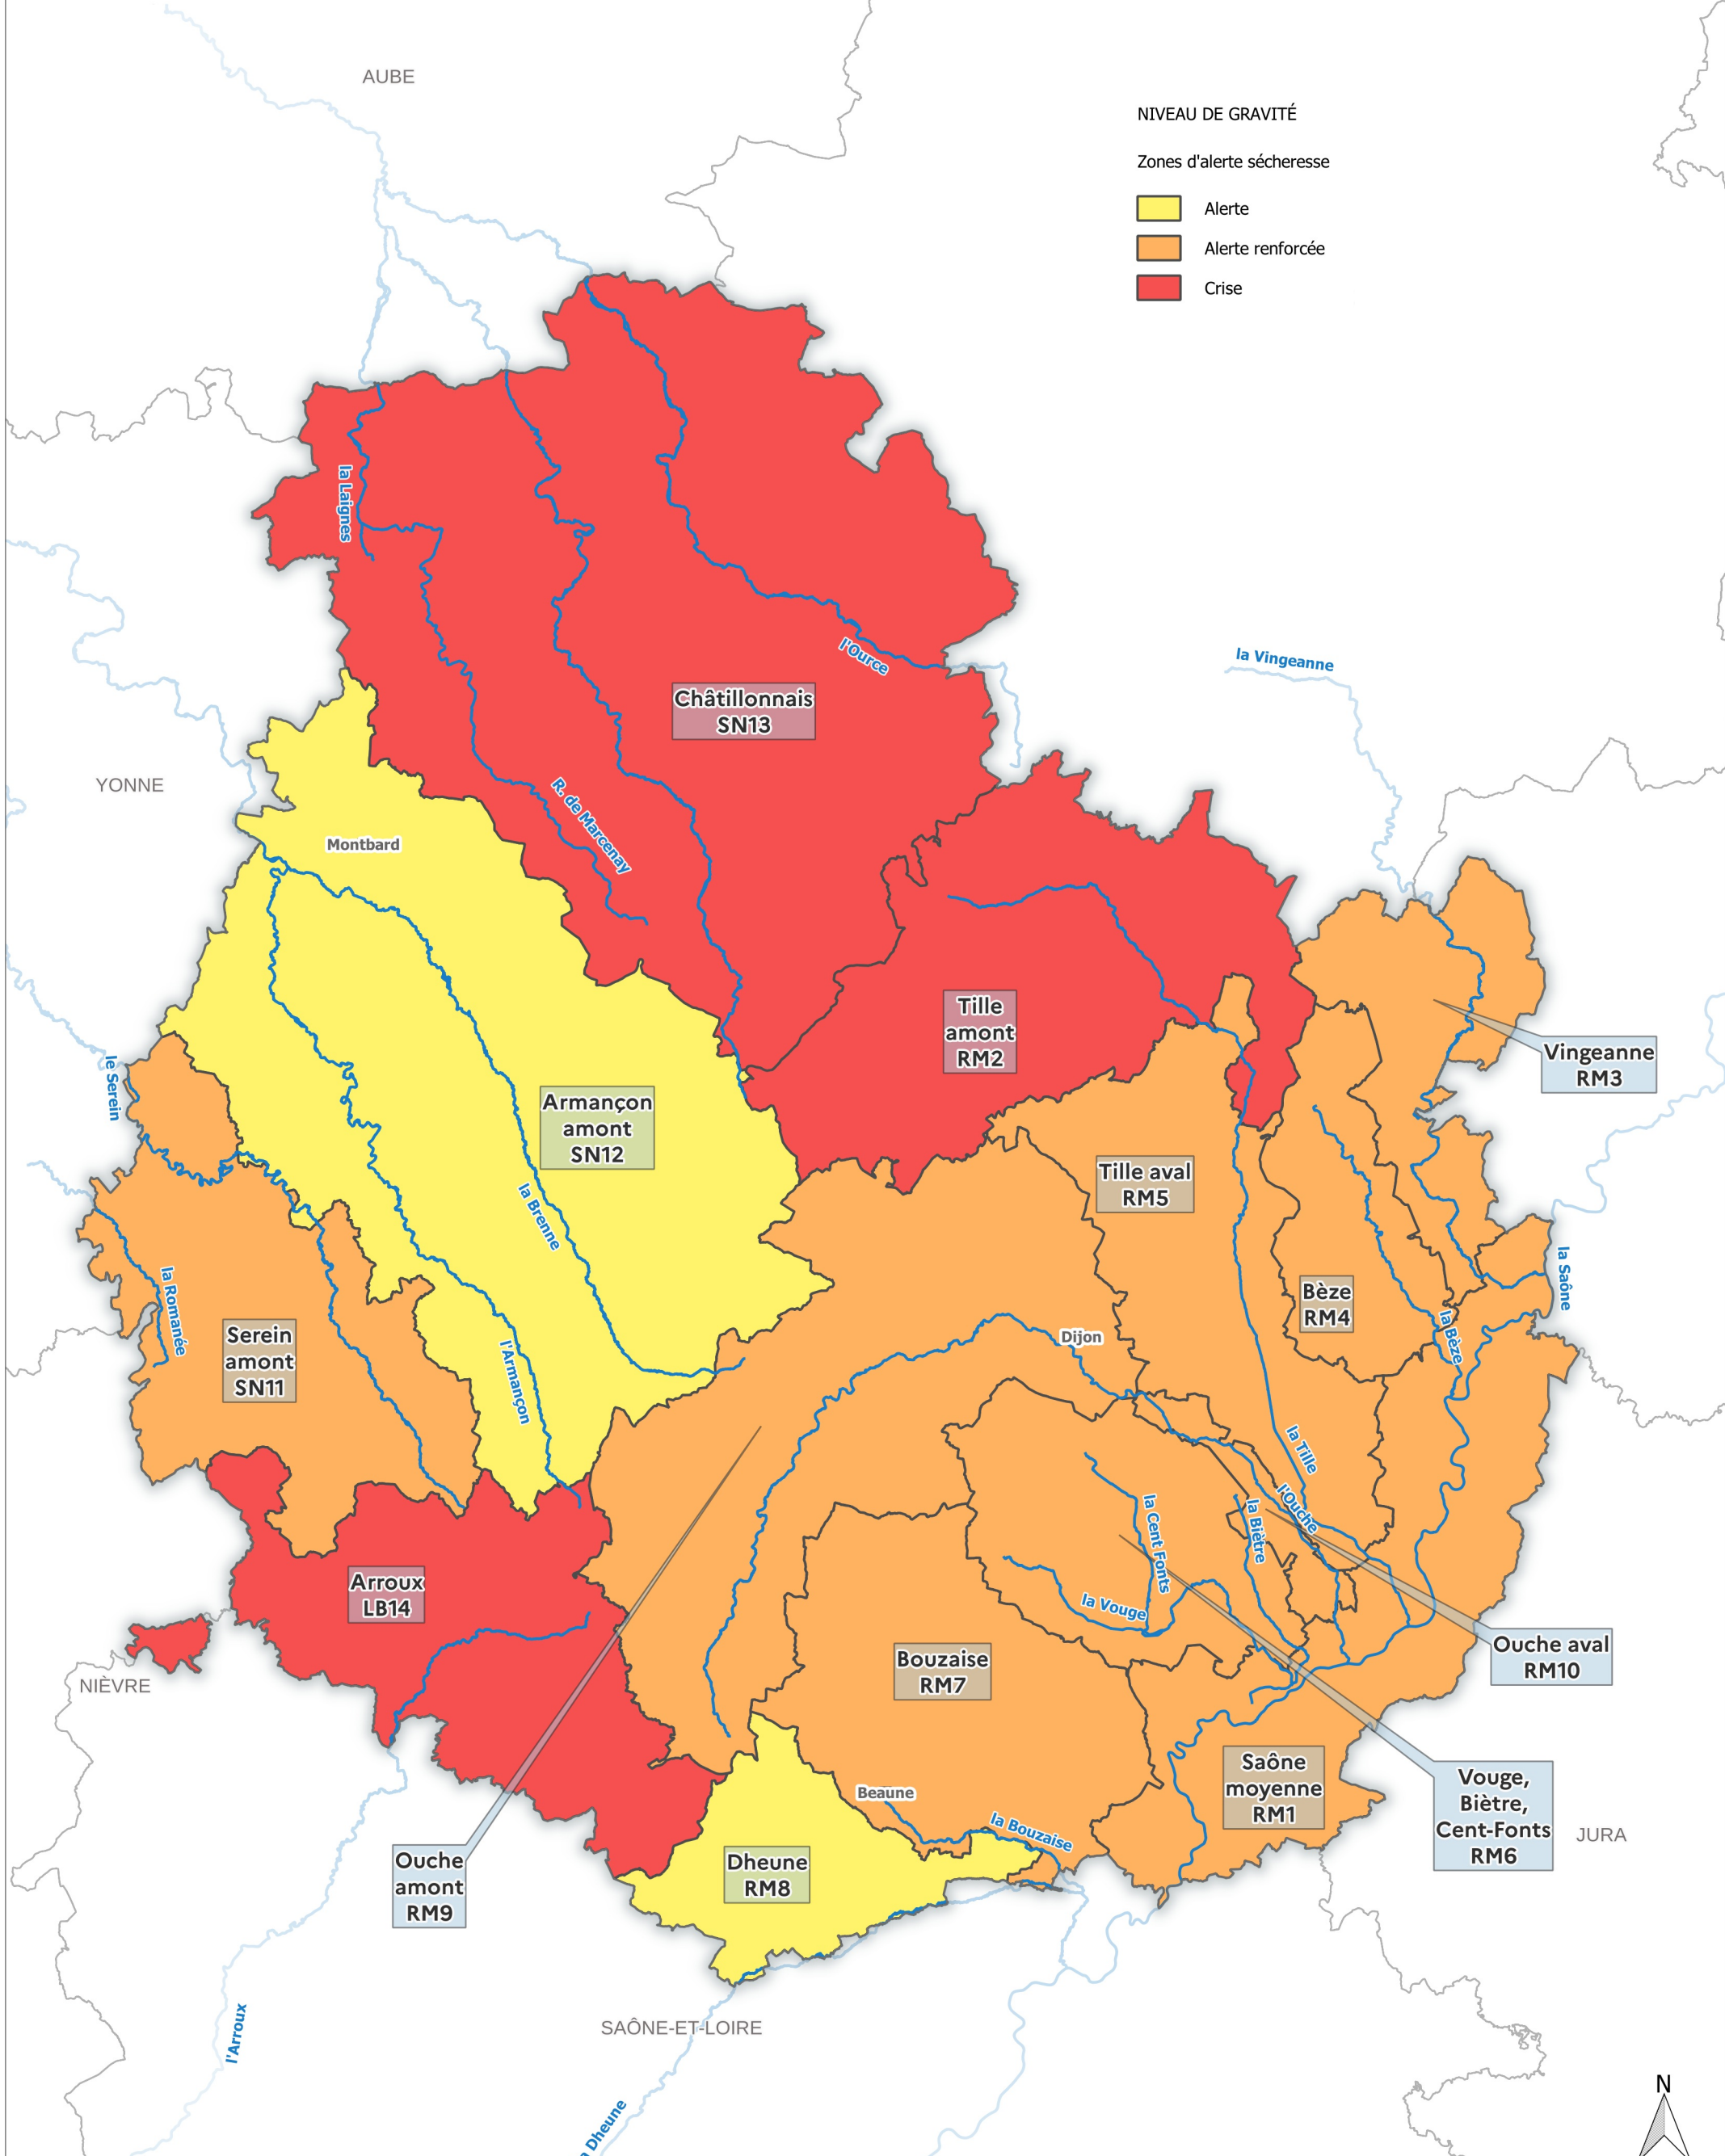 AUBE
NIVEAU DE GRAVITÉ
Zones d'alerte sécheresse
Alerte
Alerte renforcée
Crise
la Laignes
l'Ource
la Vingeanne
Châtillonnais
SN13
YONNE
R. de Marcenay
Montbard
Tille
amont
RM2
Vingeanne
RM3
le Serein
Armançon
amont
SN12
Tille aval
RM5
la Brenne
la Saône
la Romanée
Bèze
RM4
Serein
amont
SN11
Dijon
la Bèze
l'Armançon
la Tille
l'Ouche
la Cent Fonts
la Biètre
Arroux
LB14
la Vouge
Ouche aval
RM10
Bouzaise
RM7
NIÈVRE
Saône
moyenne
RM1
Vouge,
Biètre,
Cent-Fonts
RM6
Beaune
la Bouzaise
JURA
Ouche
amont
RM9
Dheune
RM8
SAÔNE-ET-LOIRE
l'Arroux
Dheune
N